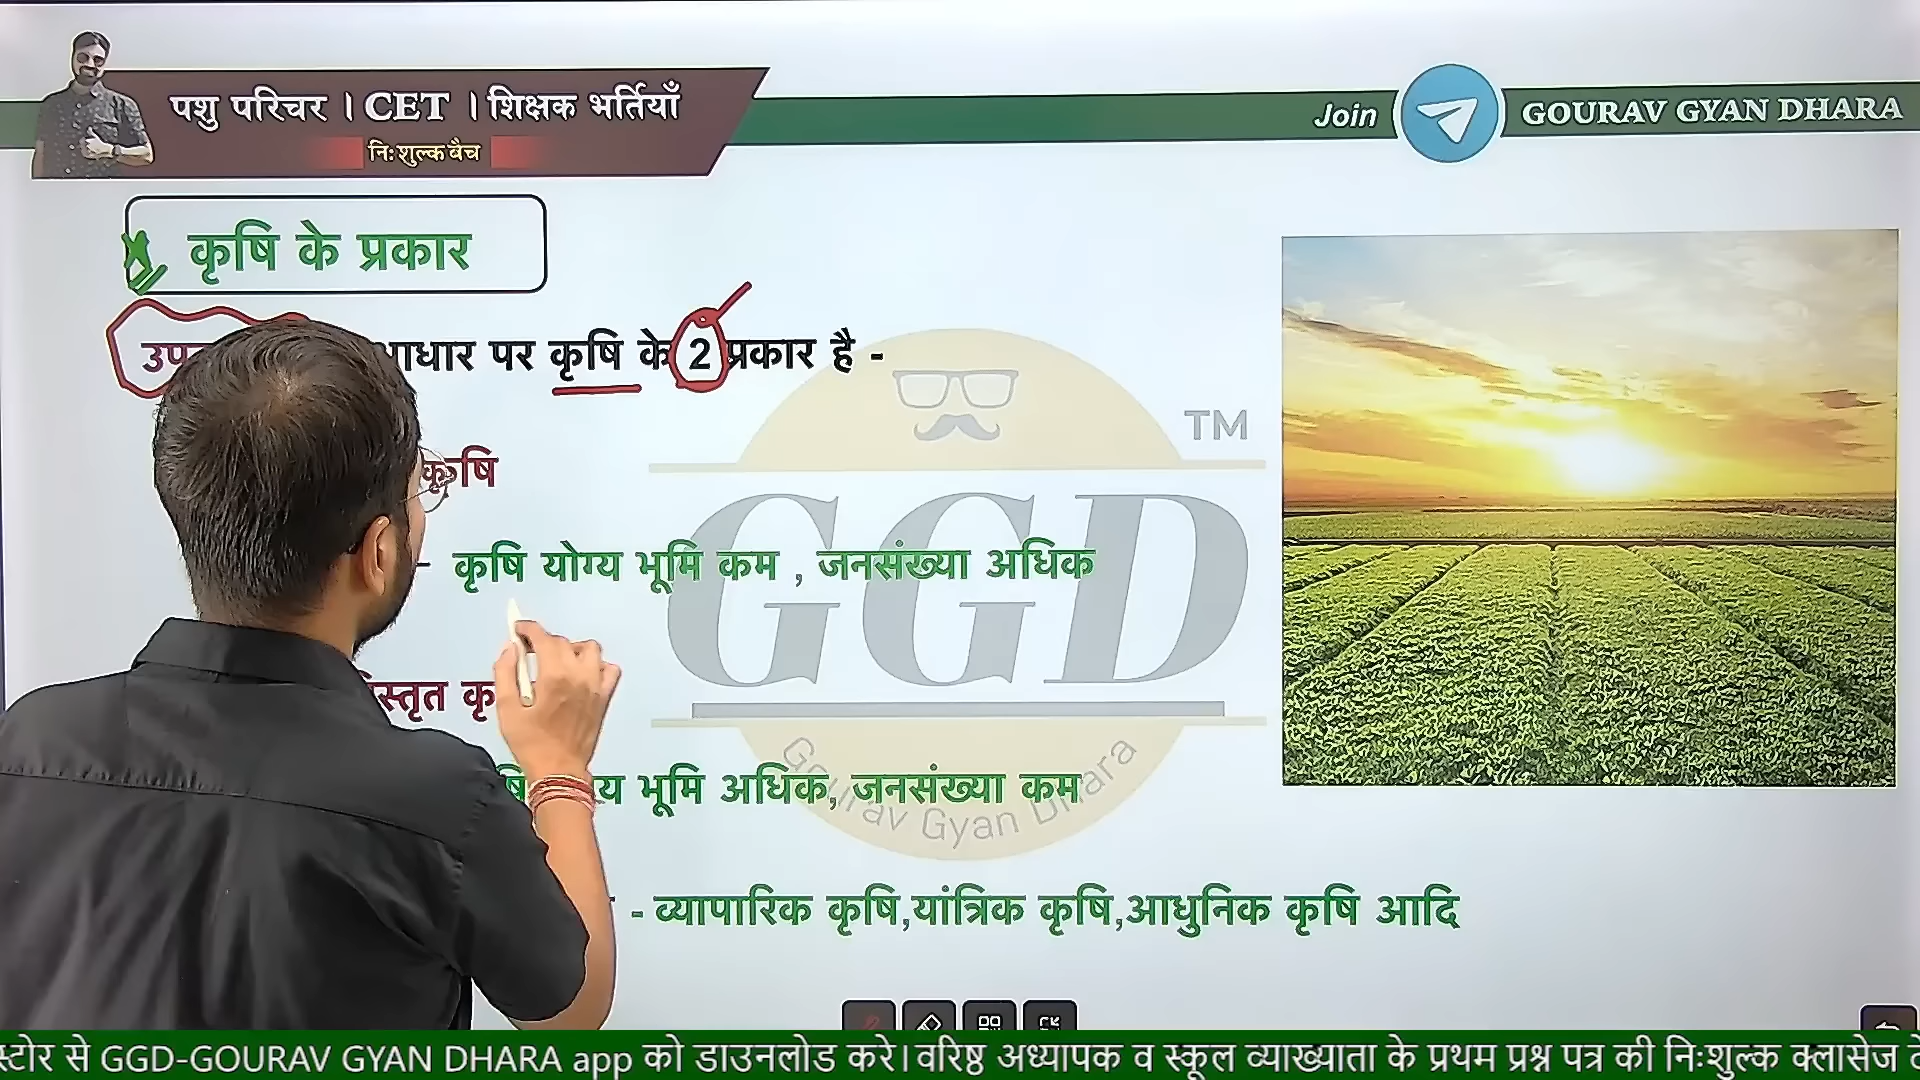 पशु परिचर । CET । शिक्षक भर्तियाँ
निःशुल्क बैच
Join GOURAV GYAN DHARA
कृषि के प्रकार
आधार पर कृषि के 2 प्रकार है -
कृषि
- कृषि योग्य भूमि कम , जनसंख्या अधिक
भूमि अधिक, जनसंख्या कम
- व्यापारिक कृषि,यांत्रिक कृषि,आधुनिक कृषि आदि
TM
GGD
Gourav Gyan Dhara
से GGD-GOURAV GYAN DHARA app को डाउनलोड करे। वरिष्ठ अध्यापक व स्कूल व्याख्याता के प्रथम प्रश्न पत्र की निःशुल्क क्लासेज